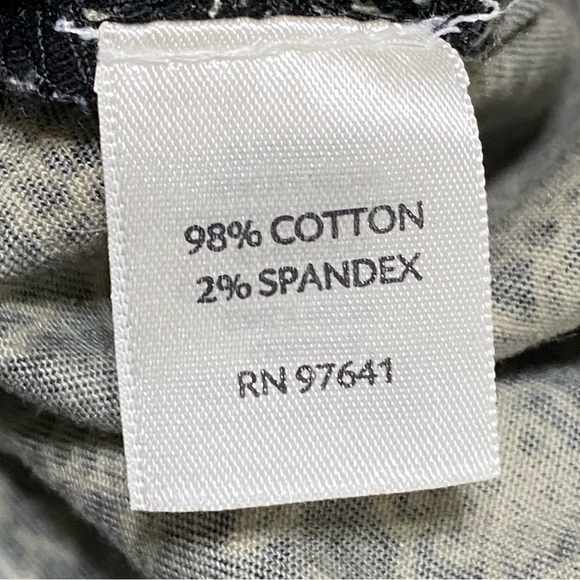 98% COTTON
2% SPANDEX
RN 97641